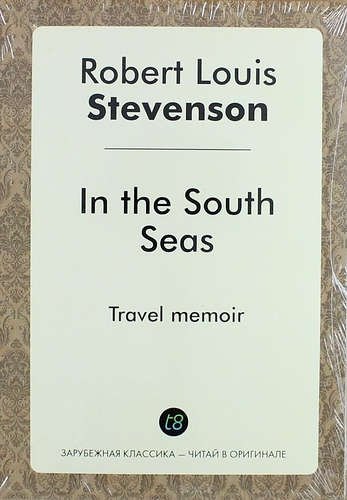 Robert Louis
Stevenson
In the South
Seas
Travel memoir
t8
ЗАРУБЕЖНАЯ КЛАССИКА — ЧИТАЙ В ОРИГИНАЛЕ